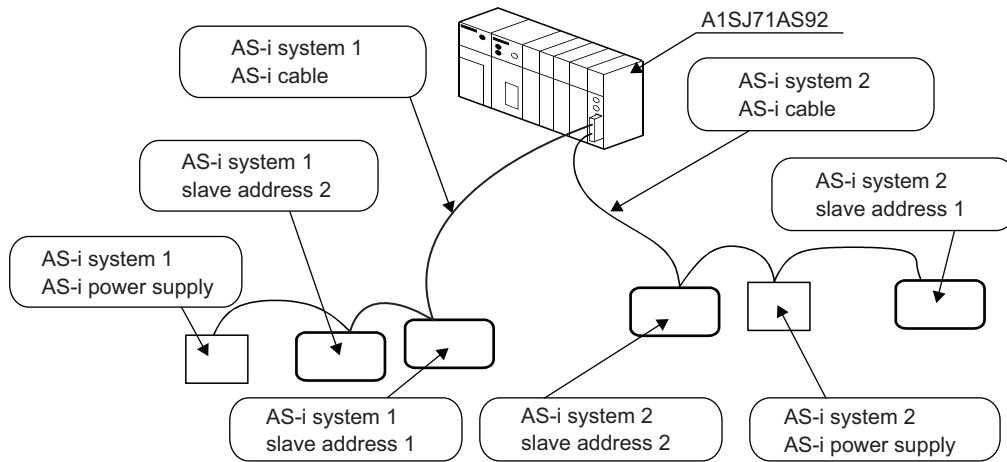 A1SJ71AS92
AS-i system 1
AS-i cable
AS-i system 2
AS-i cable
AS-i system 1
slave address 2
AS-i system 2
slave address 1
AS-i system 1
AS-i power supply
AS-i system 1
slave address 1
AS-i system 2
slave address 2
AS-i system 2
AS-i power supply